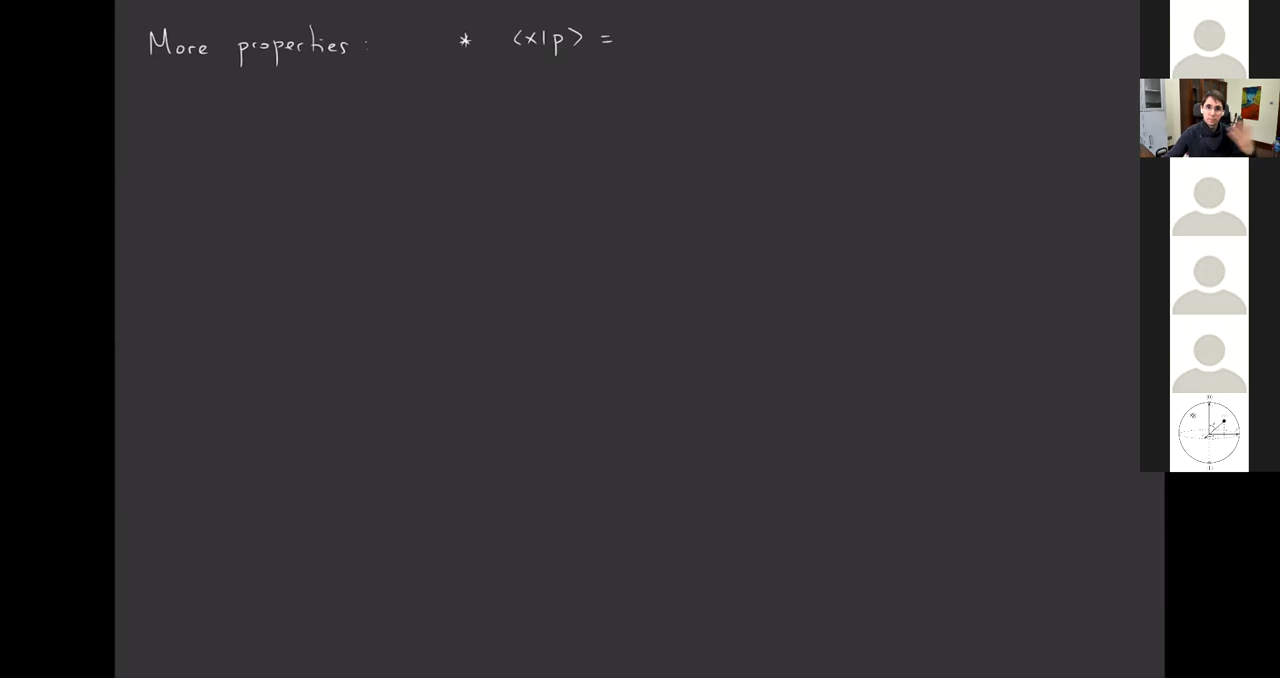 More properties : * <x|p> =